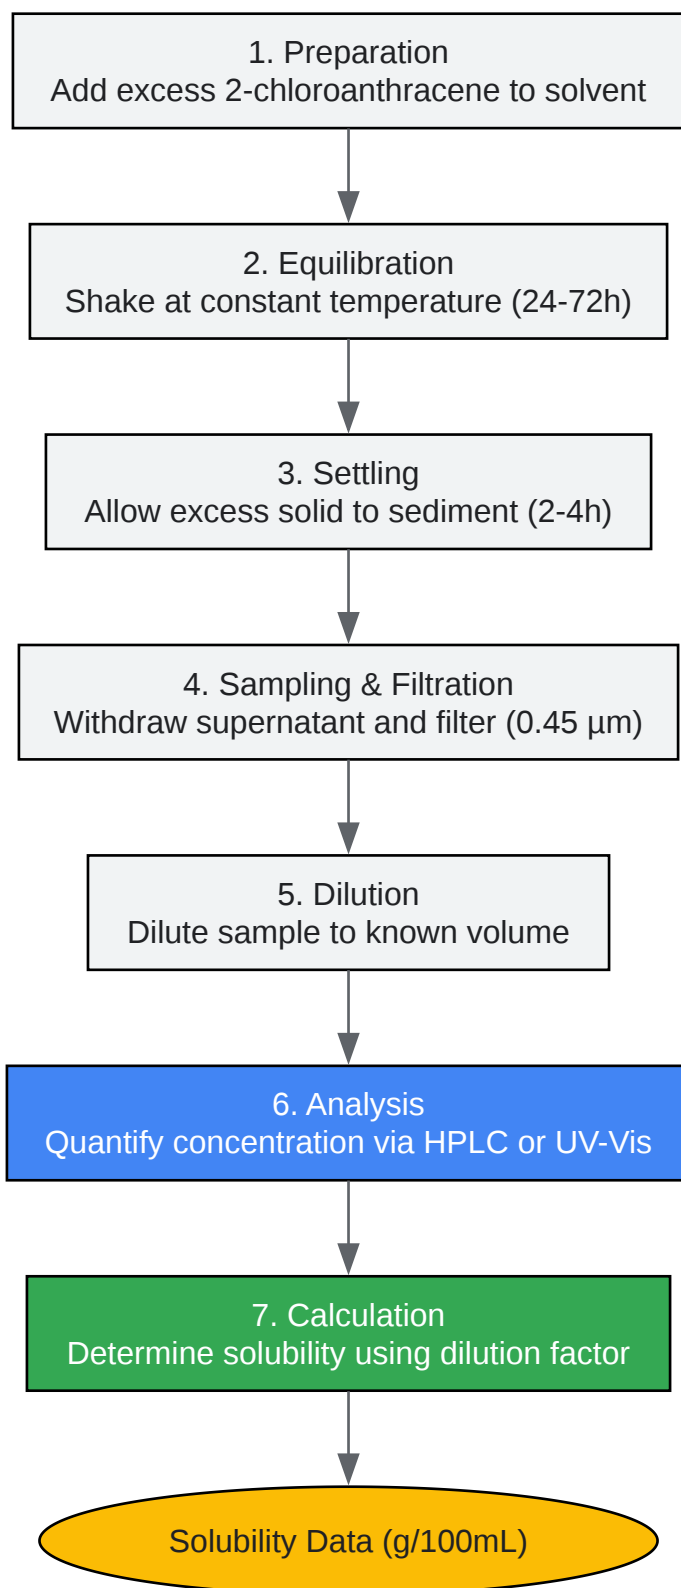 1. Preparation
Add excess 2-chloroanthracene to solvent
2. Equilibration
Shake at constant temperature (24-72h)
3. Settling
Allow excess solid to sediment (2-4h)
4. Sampling & Filtration
Withdraw supernatant and filter (0.45 µm)
5. Dilution
Dilute sample to known volume
6. Analysis
Quantify concentration via HPLC or UV-Vis
7. Calculation
Determine solubility using dilution factor
Solubility Data (g/100mL)